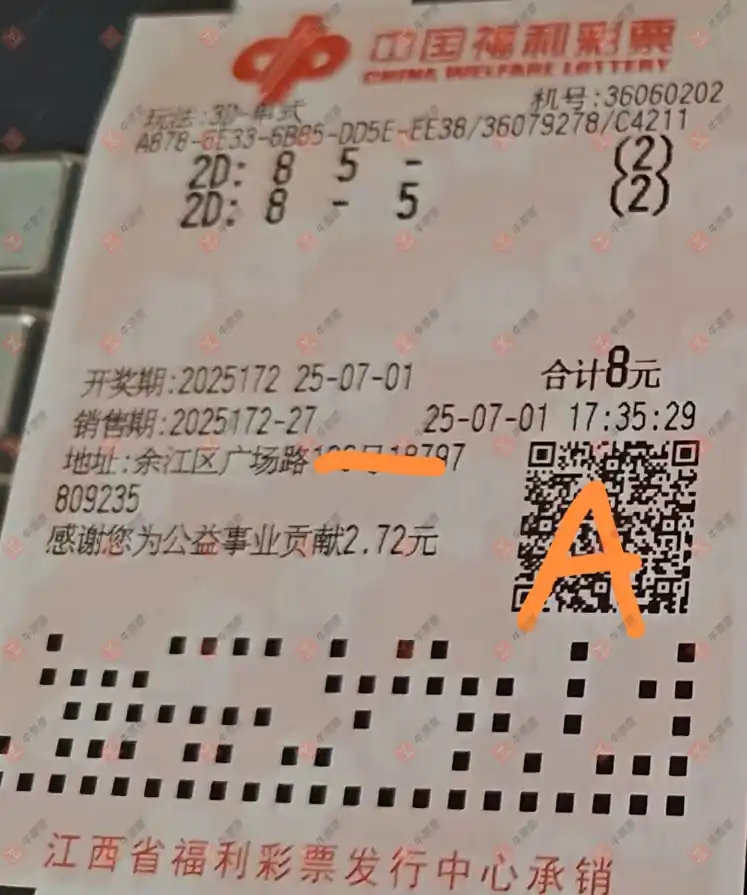 中国福利彩票
CHINA WELFARE LOTTERY
玩法:3D-单式 机号:36060202
A878-6E33-6B85-DD5E-EE38/36079278/C4211
2D: 8 5 - (2)
2D: 8 - 5 (2)
开奖期:2025172 25-07-01 合计8元
销售期:2025172-27 25-07-01 17:35:29
地址:余江区广场路 97
809235
感谢您为公益事业贡献2.72元
A
江西省福利彩票发行中心承销